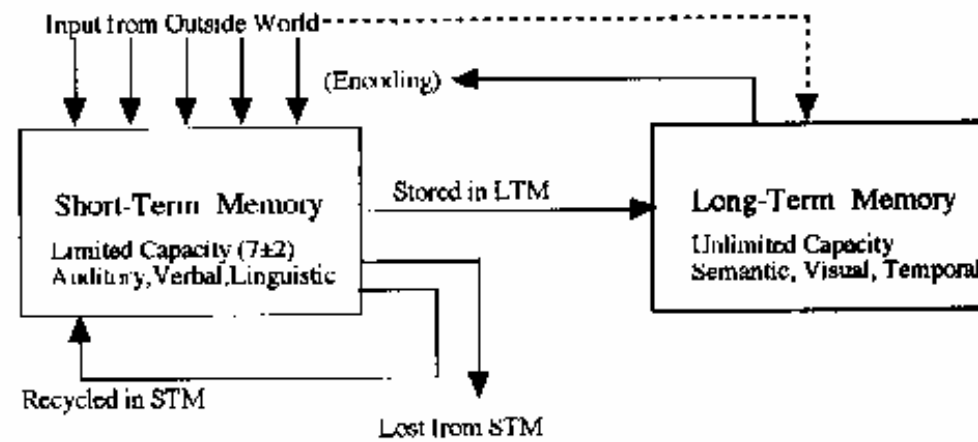 Input from Outside World
(Encoding)
Short-Term Memory
Limited Capacity (7±2)
Auditory,Verbal,Linguistic
Stored in LTM
Long-Term Memory
Unlimited Capacity
Semantic, Visual, Temporal
Recycled in STM
Lost from STM